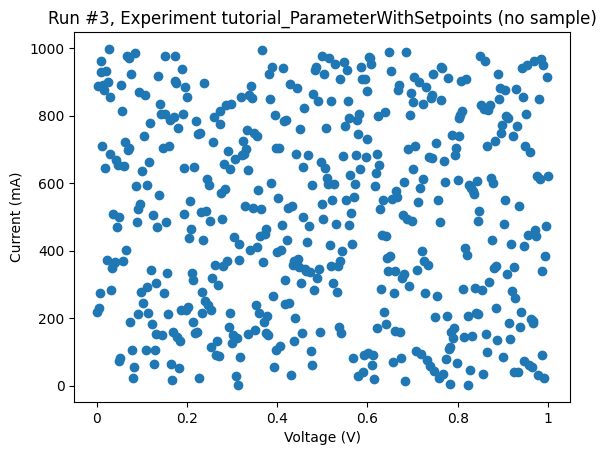 Run #3, Experiment tutorial_ParameterWithSetpoints (no sample)
1000
800
600
400
200
0
Current (mA)
0 0.2 0.4 0.6 0.8 1
Voltage (V)